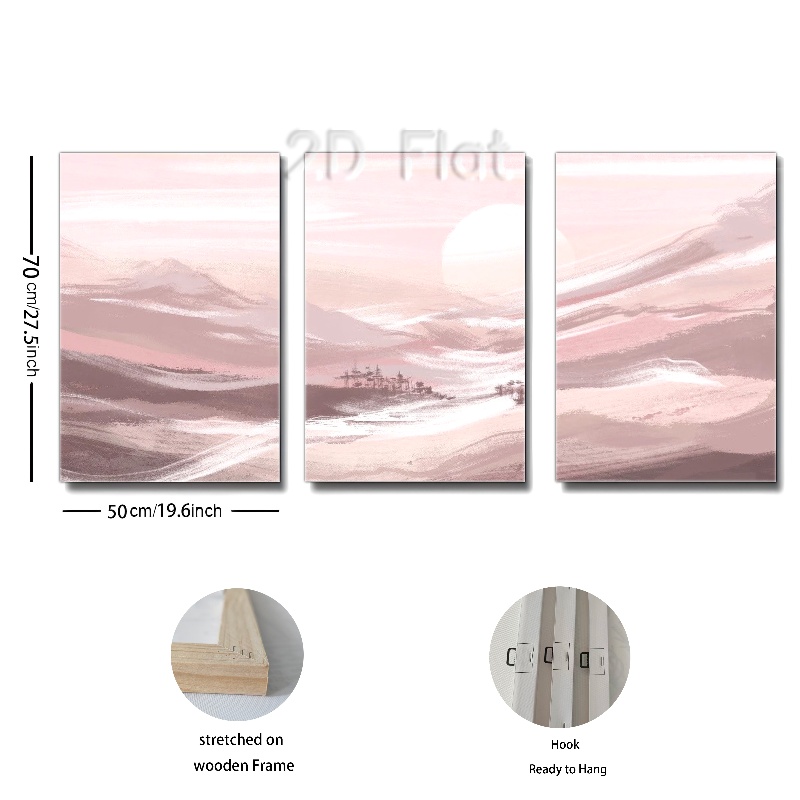 2D Flat
70 cm/27.5inch
50cm/19.6inch
stretched on
wooden Frame
Hook
Ready to Hang